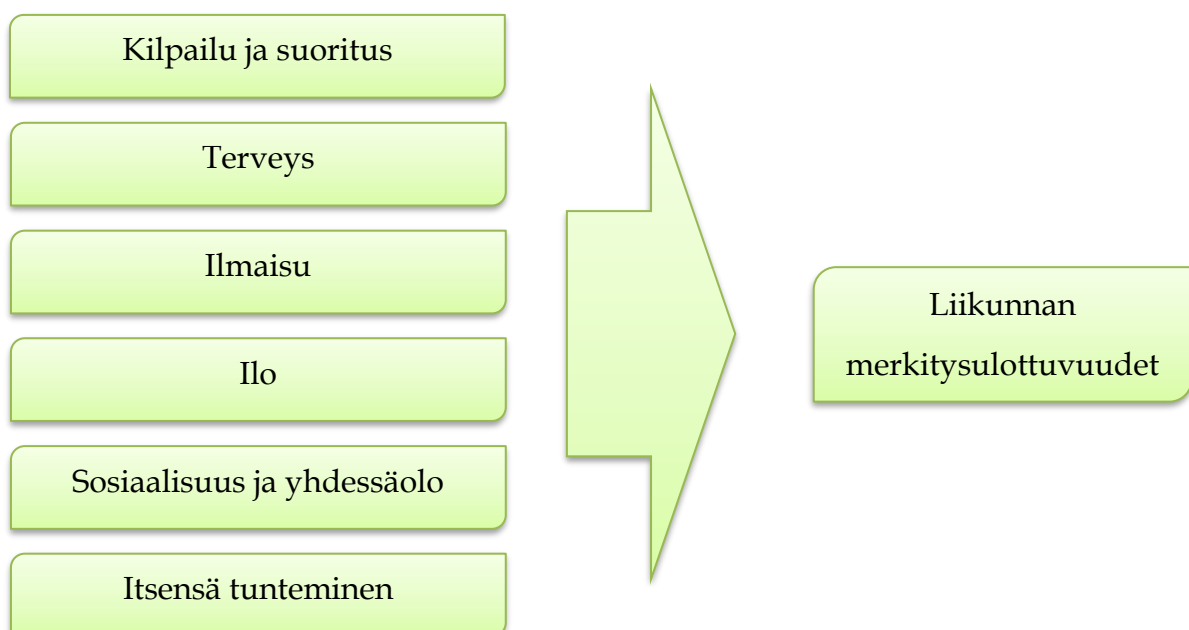 Kilpailu ja suoritus
Terveys
Ilmaisu
Ilo
Sosiaalisuus ja yhdessäolo
Itsensä tunteminen
Liikunnan
merkitysulottuvuudet